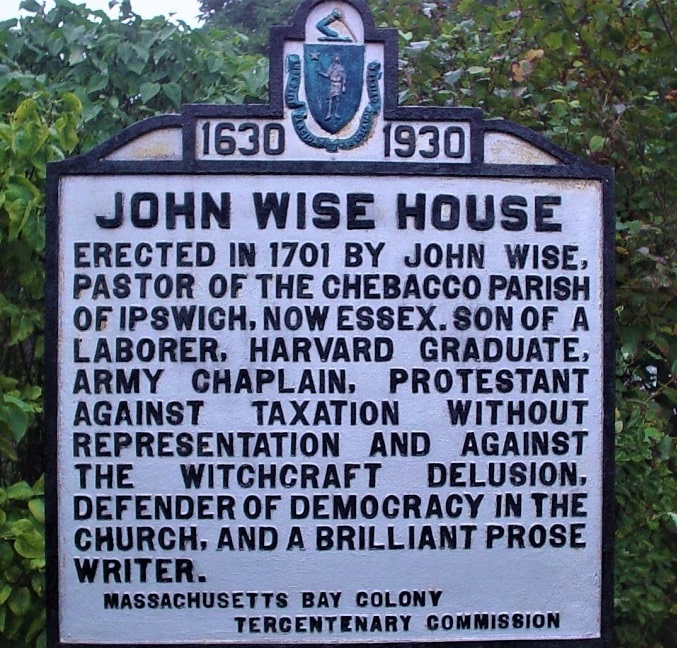 1630 1930
JOHN WISE HOUSE
ERECTED IN 1701 BY JOHN WISE,
PASTOR OF THE CHEBACCO PARISH
OF IPSWICH, NOW ESSEX. SON OF A
LABORER, HARVARD GRADUATE,
ARMY CHAPLAIN, PROTESTANT
AGAINST TAXATION WITHOUT
REPRESENTATION AND AGAINST
THE WITCHCRAFT DELUSION,
DEFENDER OF DEMOCRACY IN THE
CHURCH, AND A BRILLIANT PROSE
WRITER.
MASSACHUSETTS BAY COLONY
TERCENTENARY COMMISSION